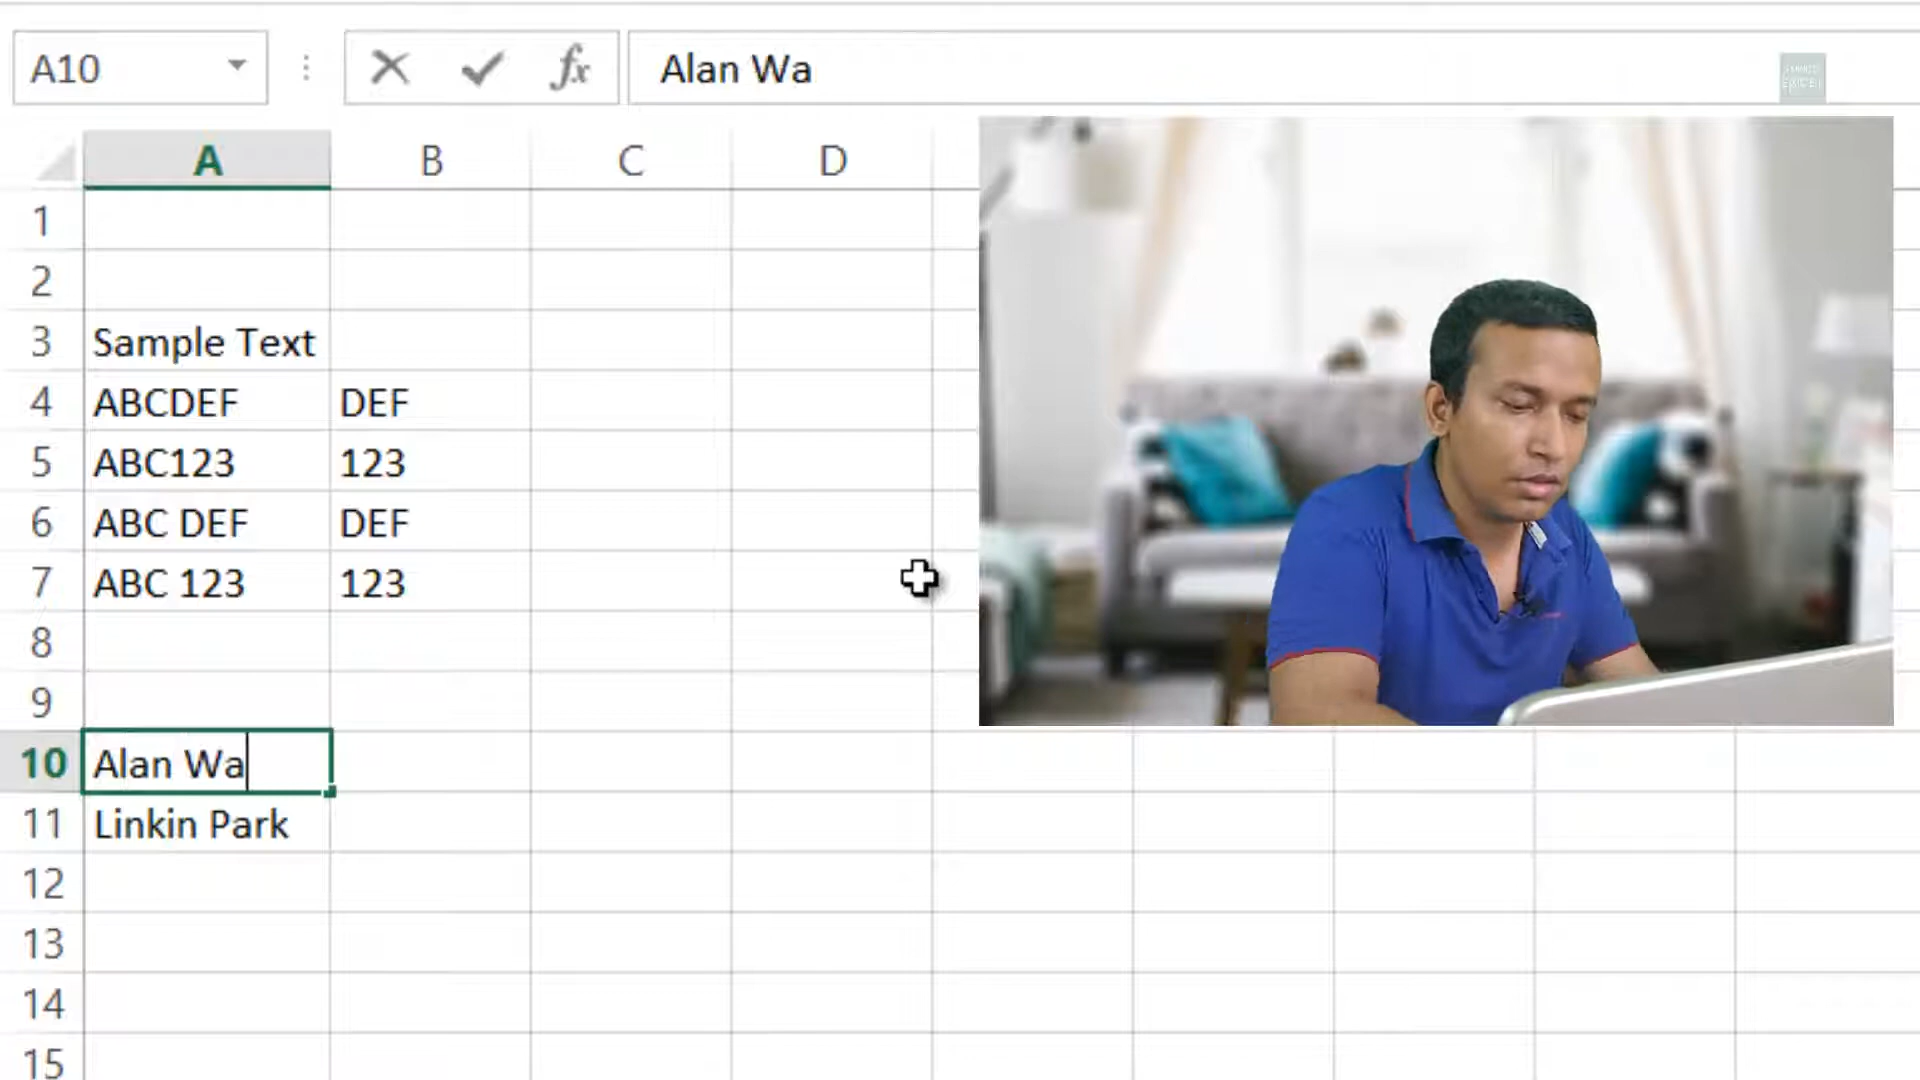 A10 fx Alan Wa
A B C D
1
2
3 Sample Text
4 ABCDEF DEF
5 ABC123 123
6 ABC DEF DEF
7 ABC 123 123
8
9
10 Alan Wa
11 Linkin Park
12
13
14
15